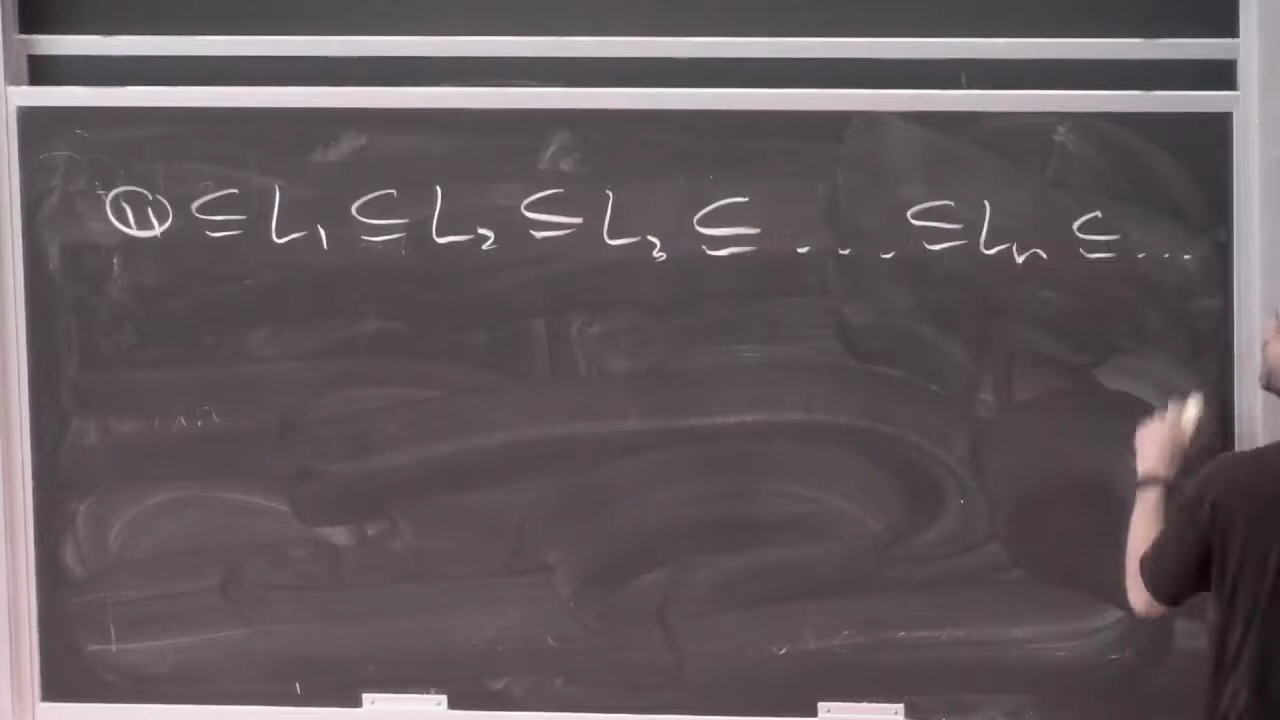 ⑪ ⊆ L₁ ⊆ L₂ ⊆ L₃ ⊆ .... ⊆ Lₙ ⊆ ...